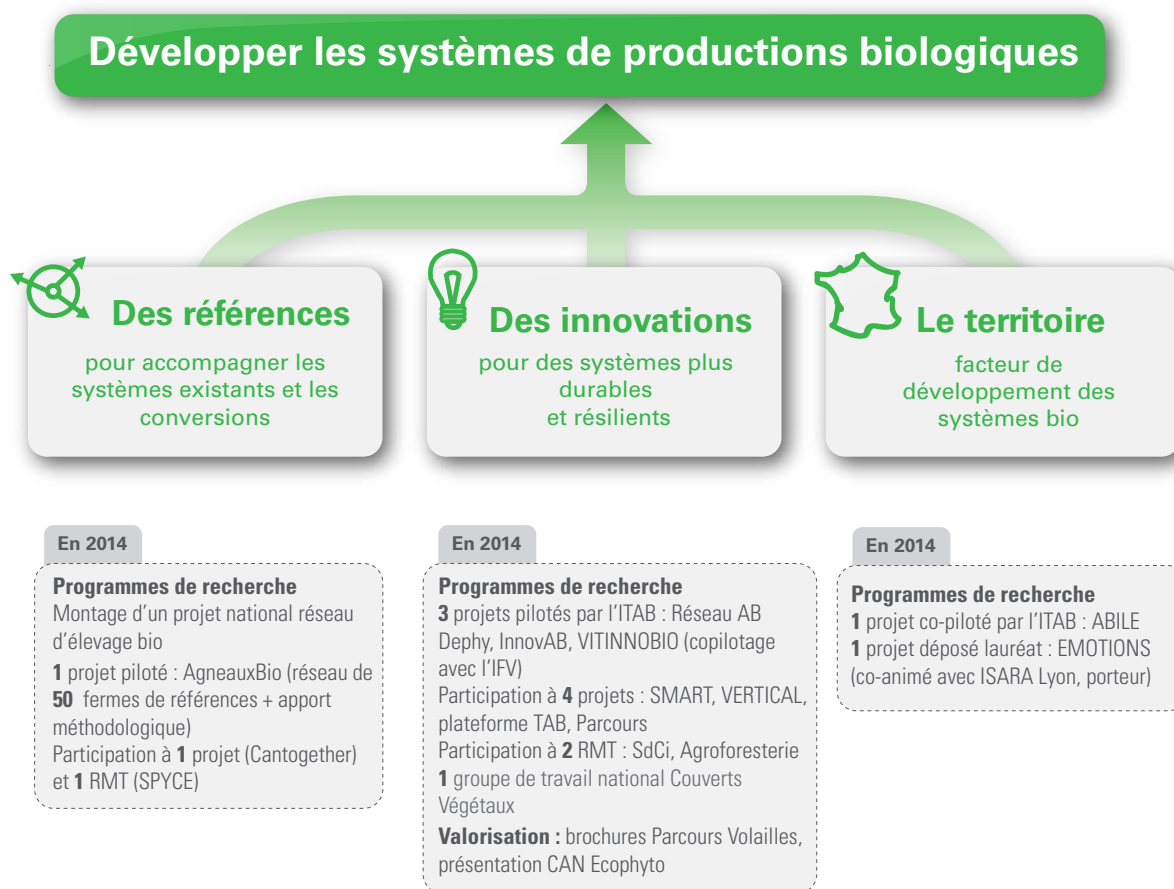 Développer les systèmes de productions biologiques
Des références
pour accompagner les
systèmes existants et les
conversions
Des innovations
pour des systèmes plus
durables
et résilients
Le territoire
facteur de
développement des
systèmes bio
En 2014
Programmes de recherche
Montage d'un projet national réseau
d'élevage bio
1 projet piloté : AgneauxBio (réseau de
50 fermes de références + apport
méthodologique)
Participation à 1 projet (Cantogether)
et 1 RMT (SPYCE)
En 2014
Programmes de recherche
3 projets pilotés par l'ITAB : Réseau AB
Dephy, InnovAB, VITINNOBIO (copilotage
avec l'IFV)
Participation à 4 projets : SMART, VERTICAL,
plateforme TAB, Parcours
Participation à 2 RMT : SdCi, Agroforesterie
1 groupe de travail national Couverts
Végétaux
Valorisation : brochures Parcours Volailles,
présentation CAN Ecophyto
En 2014
Programmes de recherche
1 projet co-piloté par l'ITAB : ABILE
1 projet déposé lauréat : EMOTIONS
(co-animé avec ISARA Lyon, porteur)